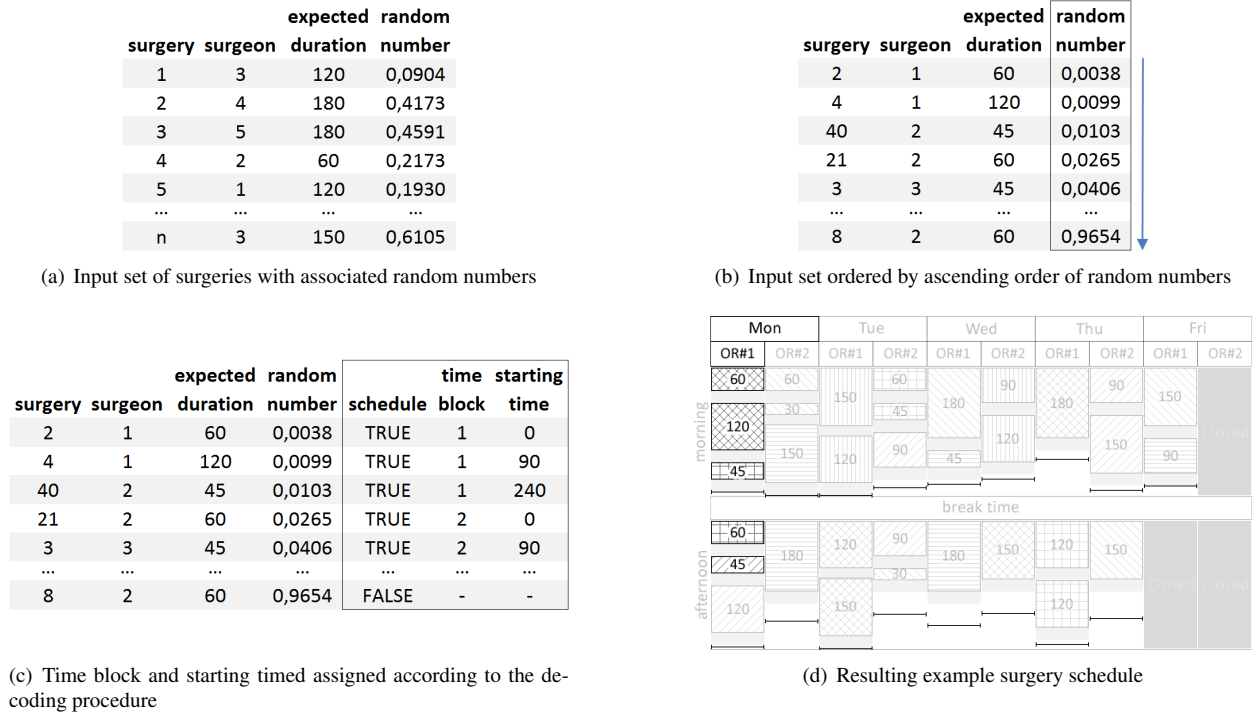 expected random
surgery surgeon duration number
1 3 120 0,0904
2 4 180 0,4173
3 5 180 0,4591
4 2 60 0,2173
5 1 120 0,1930
... ... ... ...
n 3 150 0,6105
(a) Input set of surgeries with associated random numbers
expected random
surgery surgeon duration number
2 1 60 0,0038
4 1 120 0,0099
40 2 45 0,0103
21 2 60 0,0265
3 3 45 0,0406
... ... ... ...
8 2 60 0,9654
(b) Input set ordered by ascending order of random numbers
expected random time starting
surgery surgeon duration number schedule block time
2 1 60 0,0038 TRUE 1 0
4 1 120 0,0099 TRUE 1 90
40 2 45 0,0103 TRUE 1 240
21 2 60 0,0265 TRUE 2 0
3 3 45 0,0406 TRUE 2 90
... ... ... ... ... ... ...
8 2 60 0,9654 FALSE - -
(c) Time block and starting timed assigned according to the de-
coding procedure
Mon Tue Wed Thu Fri
OR#1 OR#2 OR#1 OR#2 OR#1 OR#2 OR#1 OR#2 OR#1 OR#2
morning
60 60 150 60 180 90 180 90 150 Closed
120 30 45 120 150
45 150 120 90 45 90
break time
afternoon
60 180 120 90 180 150 120 150 Closed Closed
45 30
120 150 120
(d) Resulting example surgery schedule